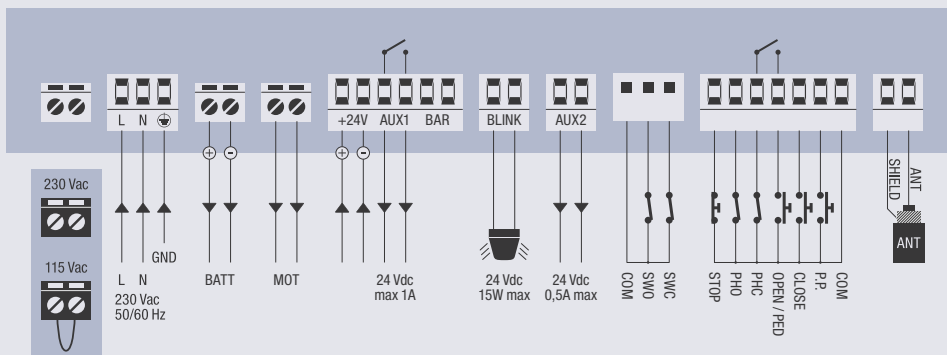 L N
+24V AUX1 BAR
BLINK
AUX2
+ -
+ -
SHIELD
ANT
230 Vac
115 Vac
GND
L N
230 Vac
50/60 Hz
BATT
MOT
24 Vdc
max 1A
24 Vdc
15W max
24 Vdc
0,5A max
COM
SWO
SWC
STOP
PHO
PHC
OPEN / PED
CLOSE
P.P.
COM
ANT